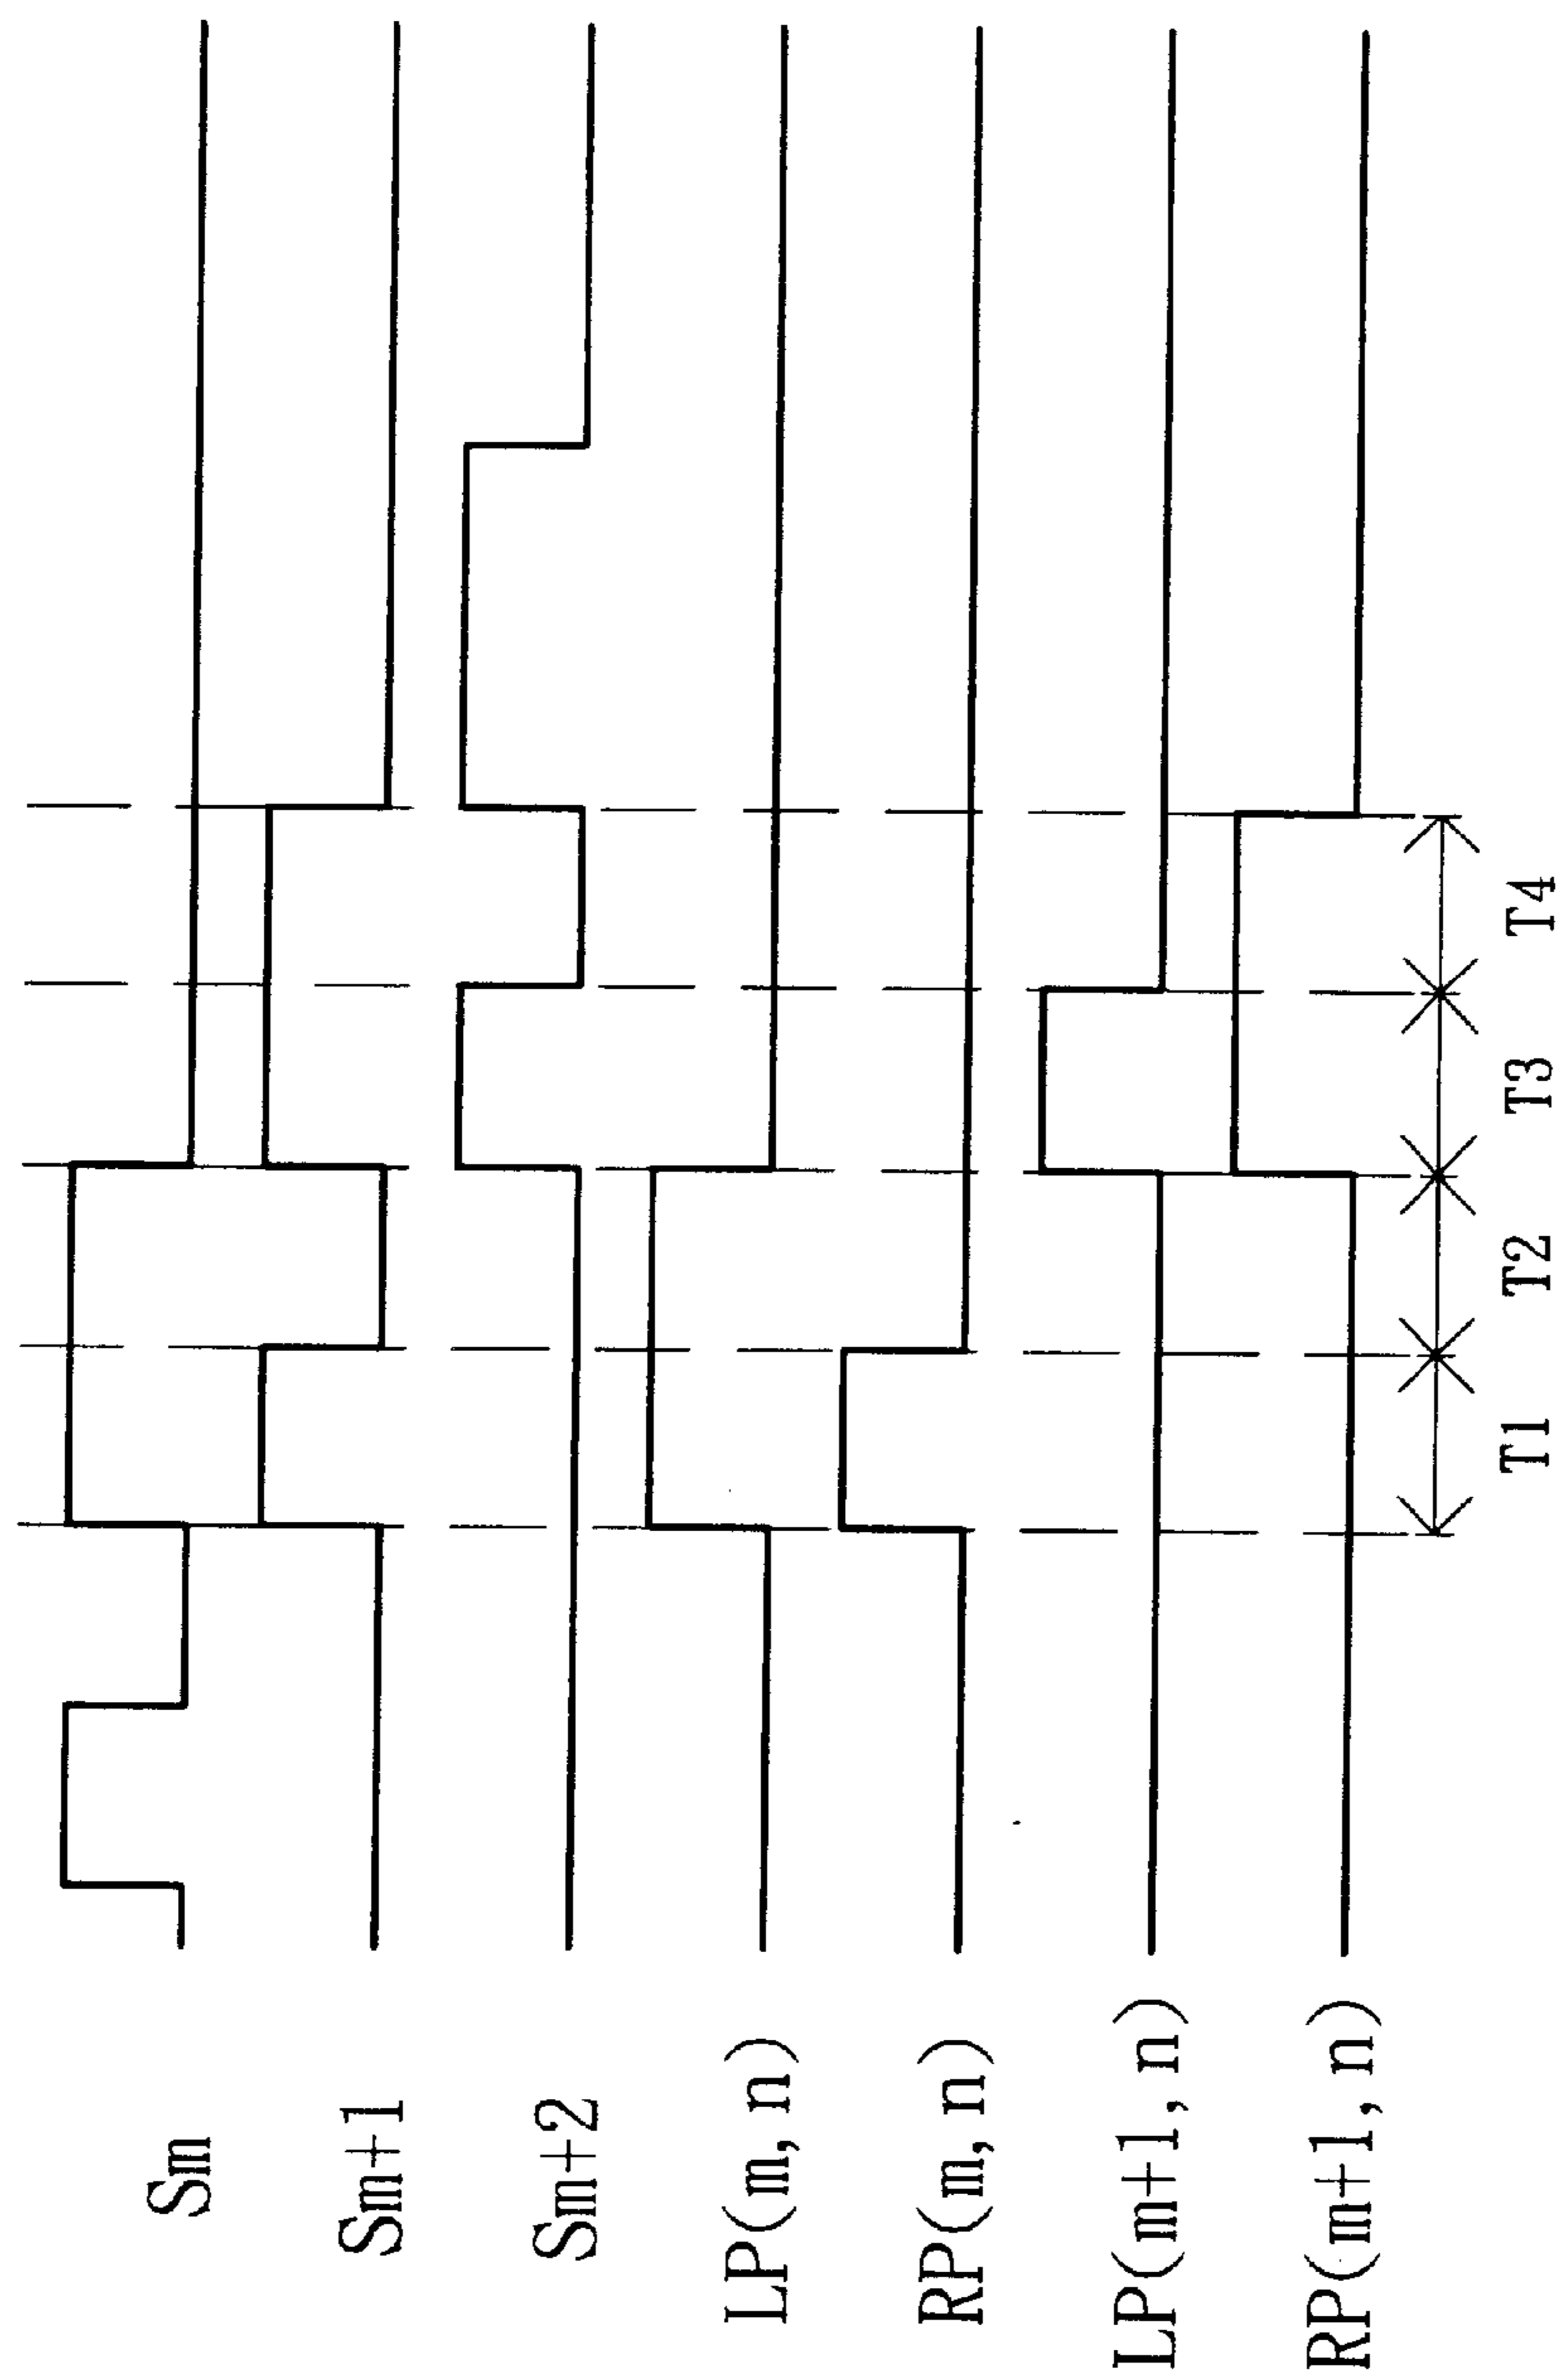 Sm
Sm+1
Sm+2
LP(m,n)
RP(m,n)
LP(m+1,n)
RP(m+1,n)
T1
T2
T3
T4